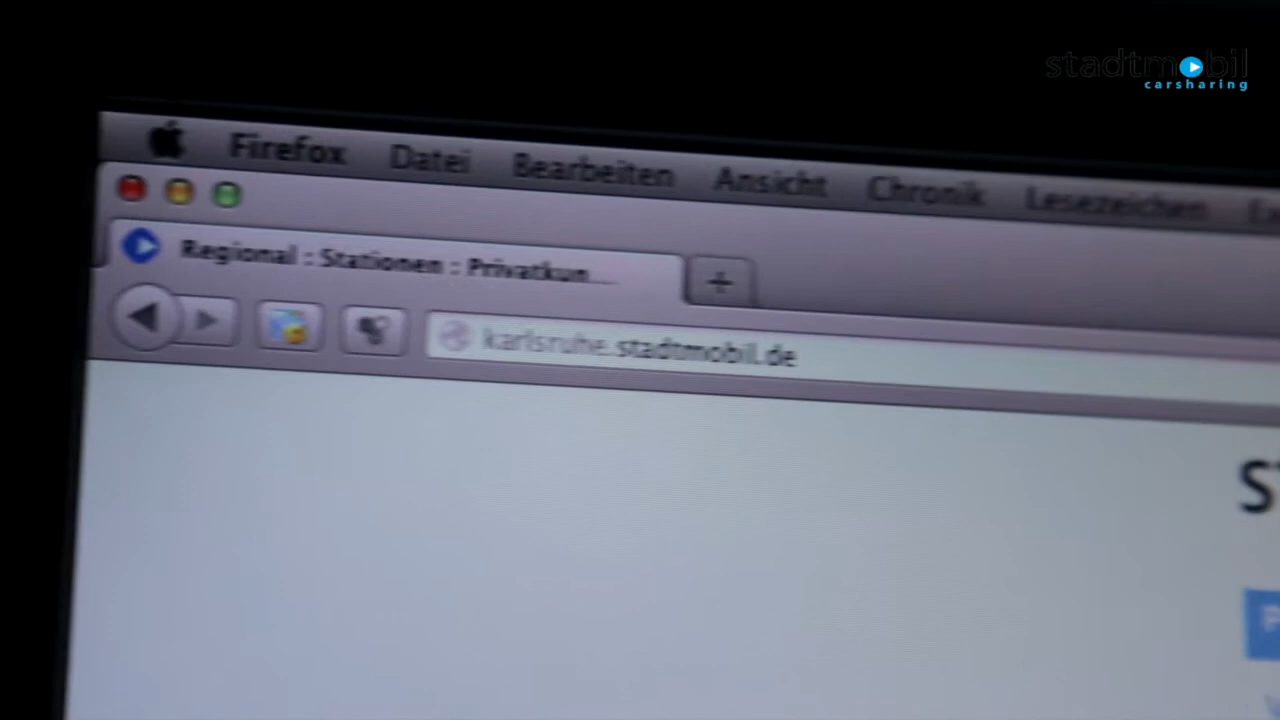 stadtmobil
carsharing
Firefox Datei Bearbeiten Ansicht Chronik Lesezeichen
Regional : Stationen : Privatkun...
karlsruhe.stadtmobil.de